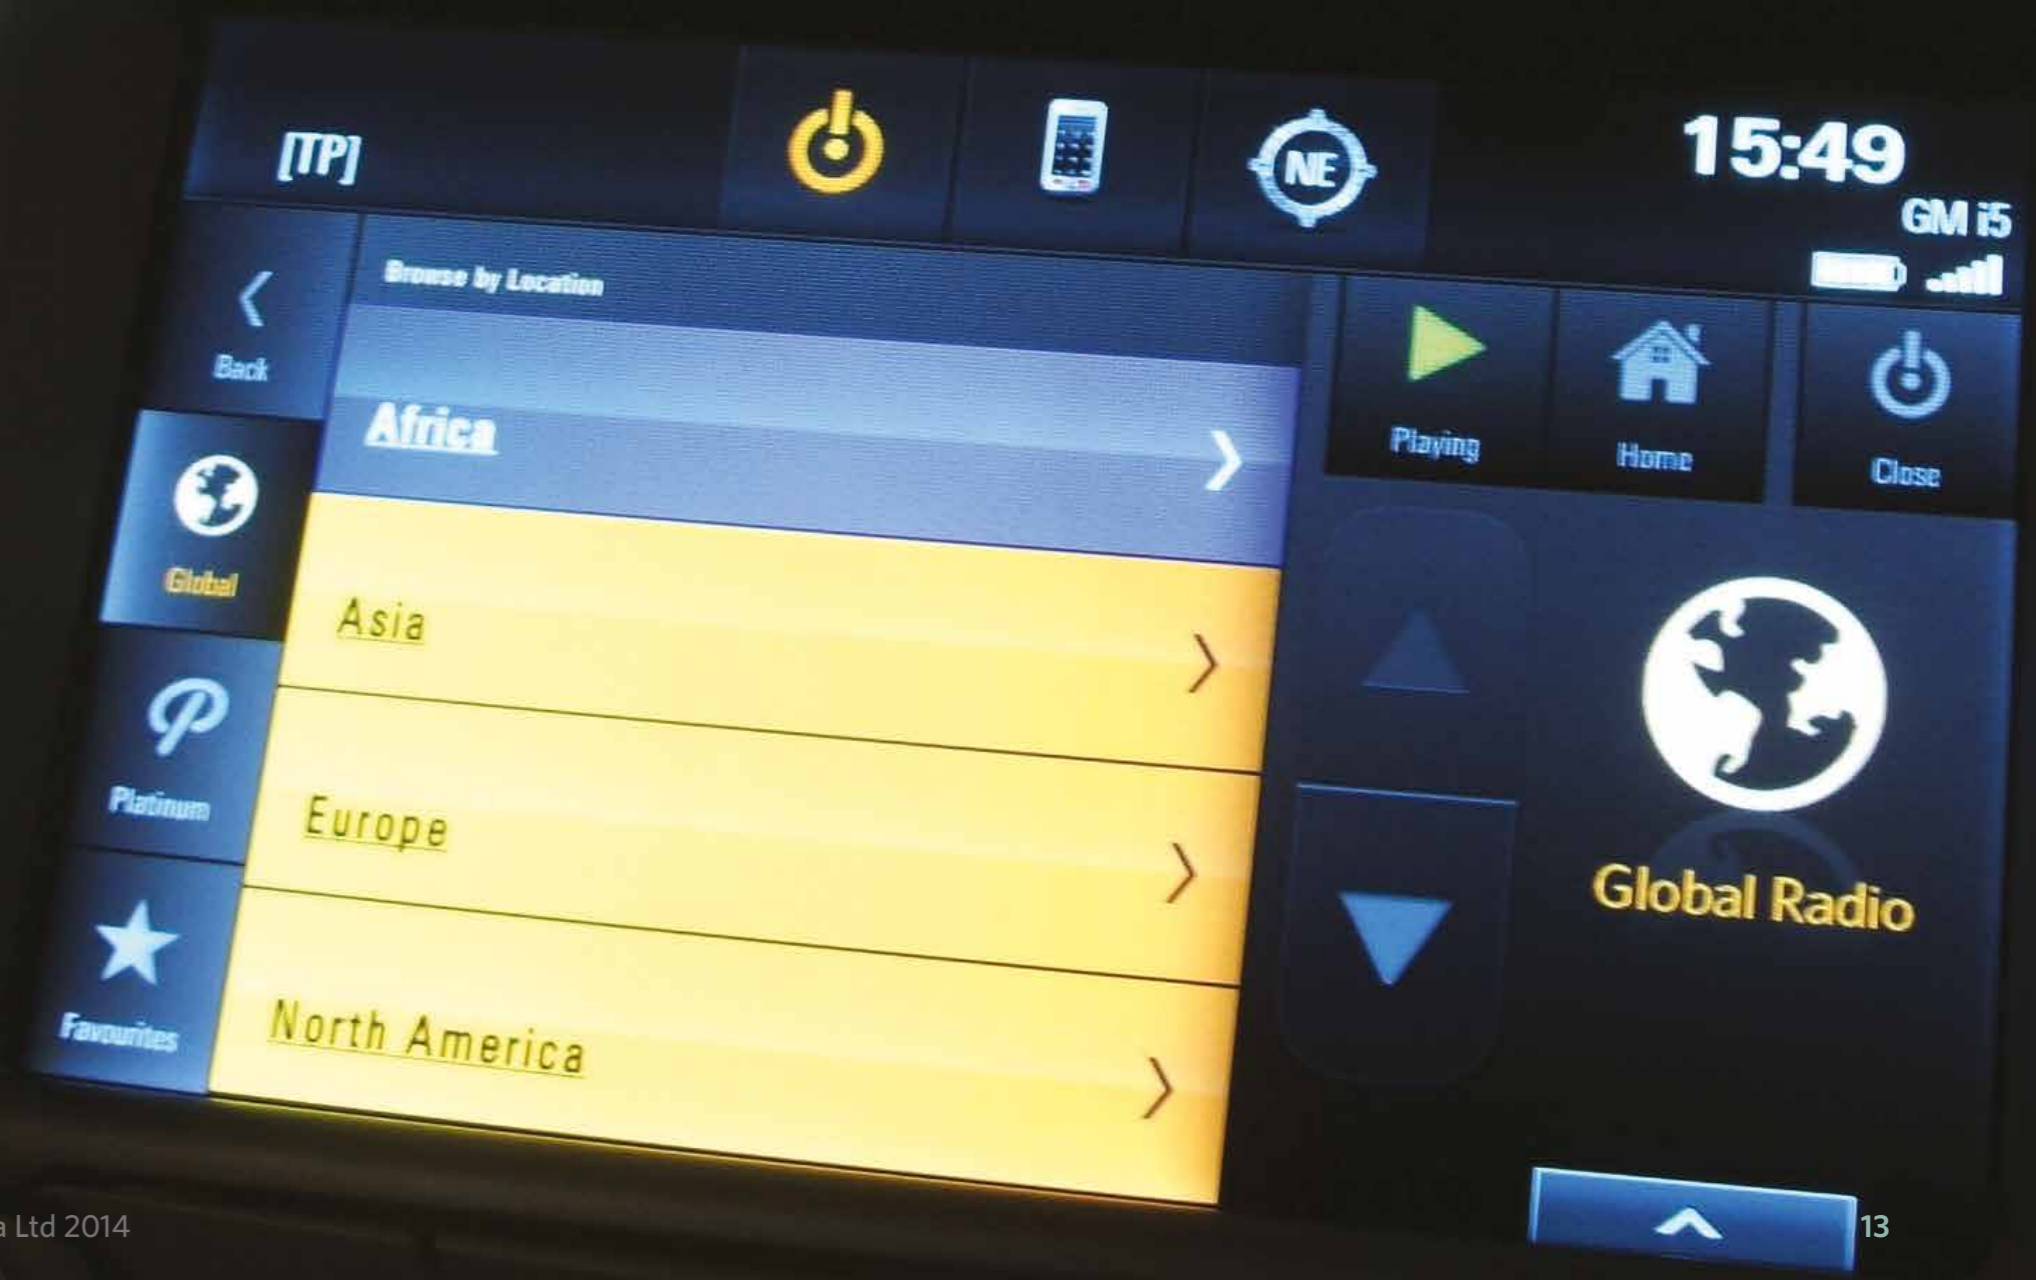 [TP]
NE
15:49
GM i5
Back
Browse by Location
Playing
Home
Close
Africa
Global
Asia
Global Radio
Platinum
Europe
Favourites
North America
a Ltd 2014
13